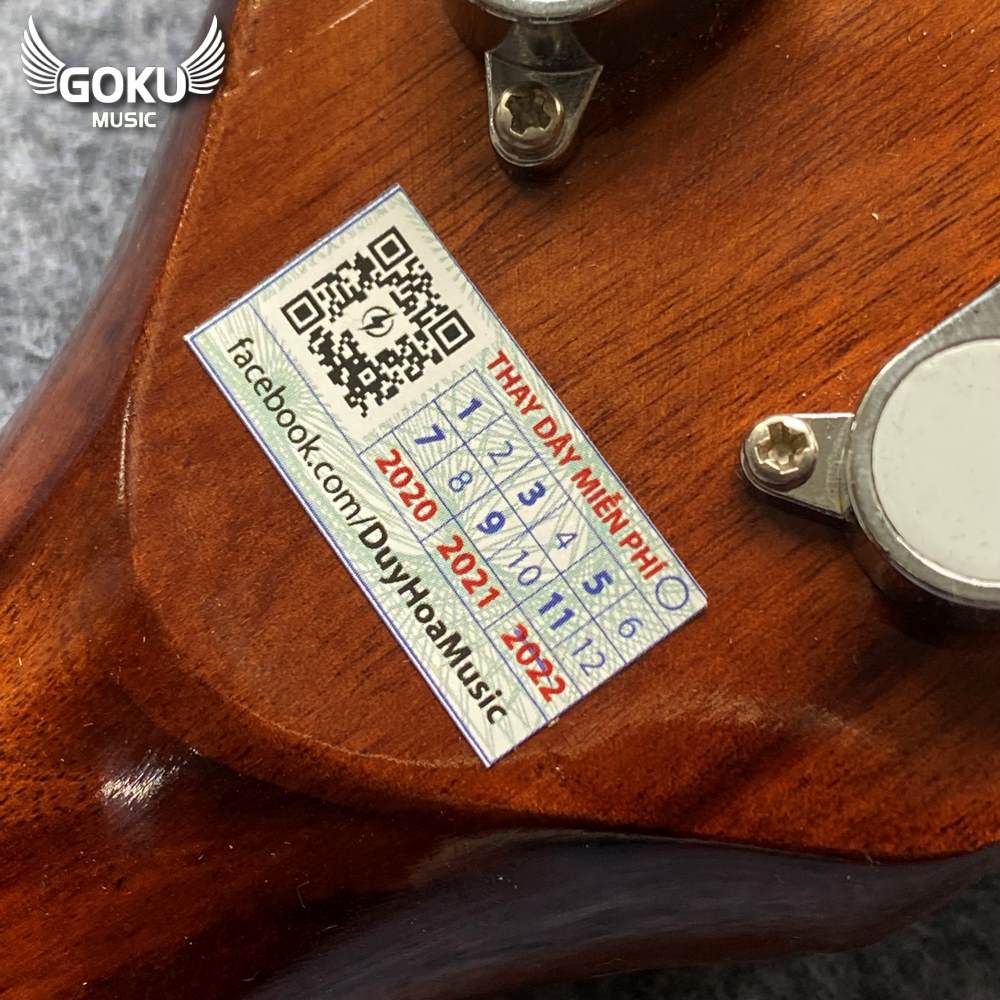 GOKU
MUSIC
THAY DÂY MIỄN PHÍ
1 2 3 4 5 6
7 8 9 10 11 12
2020 2021 2022
facebook.com/DuyHoaMusic